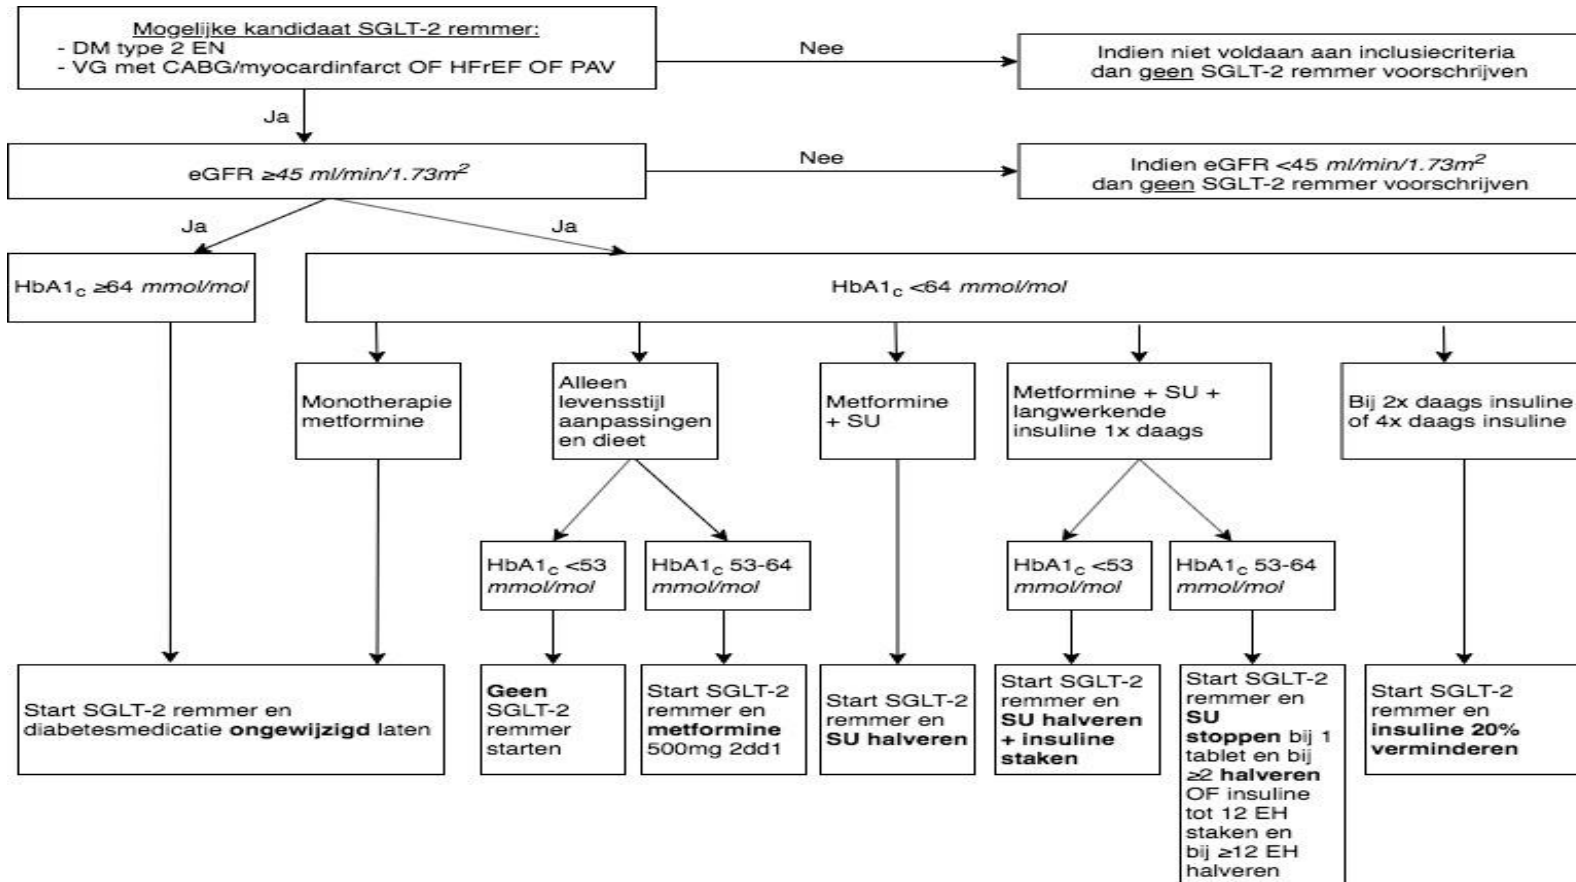 Mogelijke kandidaat SGLT-2 remmer:
- DM type 2 EN
- VG met CABG/myocardinfarct OF HFrEF OF PAV
Nee
Indien niet voldaan aan inclusiecriteria
dan geen SGLT-2 remmer voorschrijven
Ja
eGFR ≥45 ml/min/1.73m²
Nee
Indien eGFR <45 ml/min/1.73m²
dan geen SGLT-2 remmer voorschrijven
Ja
Ja
HbA1c ≥64 mmol/mol
HbA1c <64 mmol/mol
Monotherapie
metformine
Alleen
levensstijl
aanpassingen
en dieet
Metformine
+ SU
Metformine + SU +
langwerkende
insuline 1x daags
Bij 2x daags insuline
of 4x daags insuline
HbA1c <53
mmol/mol
HbA1c 53-64
mmol/mol
HbA1c <53
mmol/mol
HbA1c 53-64
mmol/mol
Start SGLT-2 remmer en
diabetesmedicatie ongewijzigd laten
Geen
SGLT-2
remmer
starten
Start SGLT-2
remmer en
metformine
500mg 2dd1
Start SGLT-2
remmer en
SU halveren
Start SGLT-2
remmer en
SU halveren
+ insuline
staken
Start SGLT-2
remmer en
SU
stoppen bij 1
tablet en bij
≥2 halveren
OF insuline
tot 12 EH
staken en
bij ≥12 EH
halveren
Start SGLT-2
remmer en
insuline 20%
verminderen